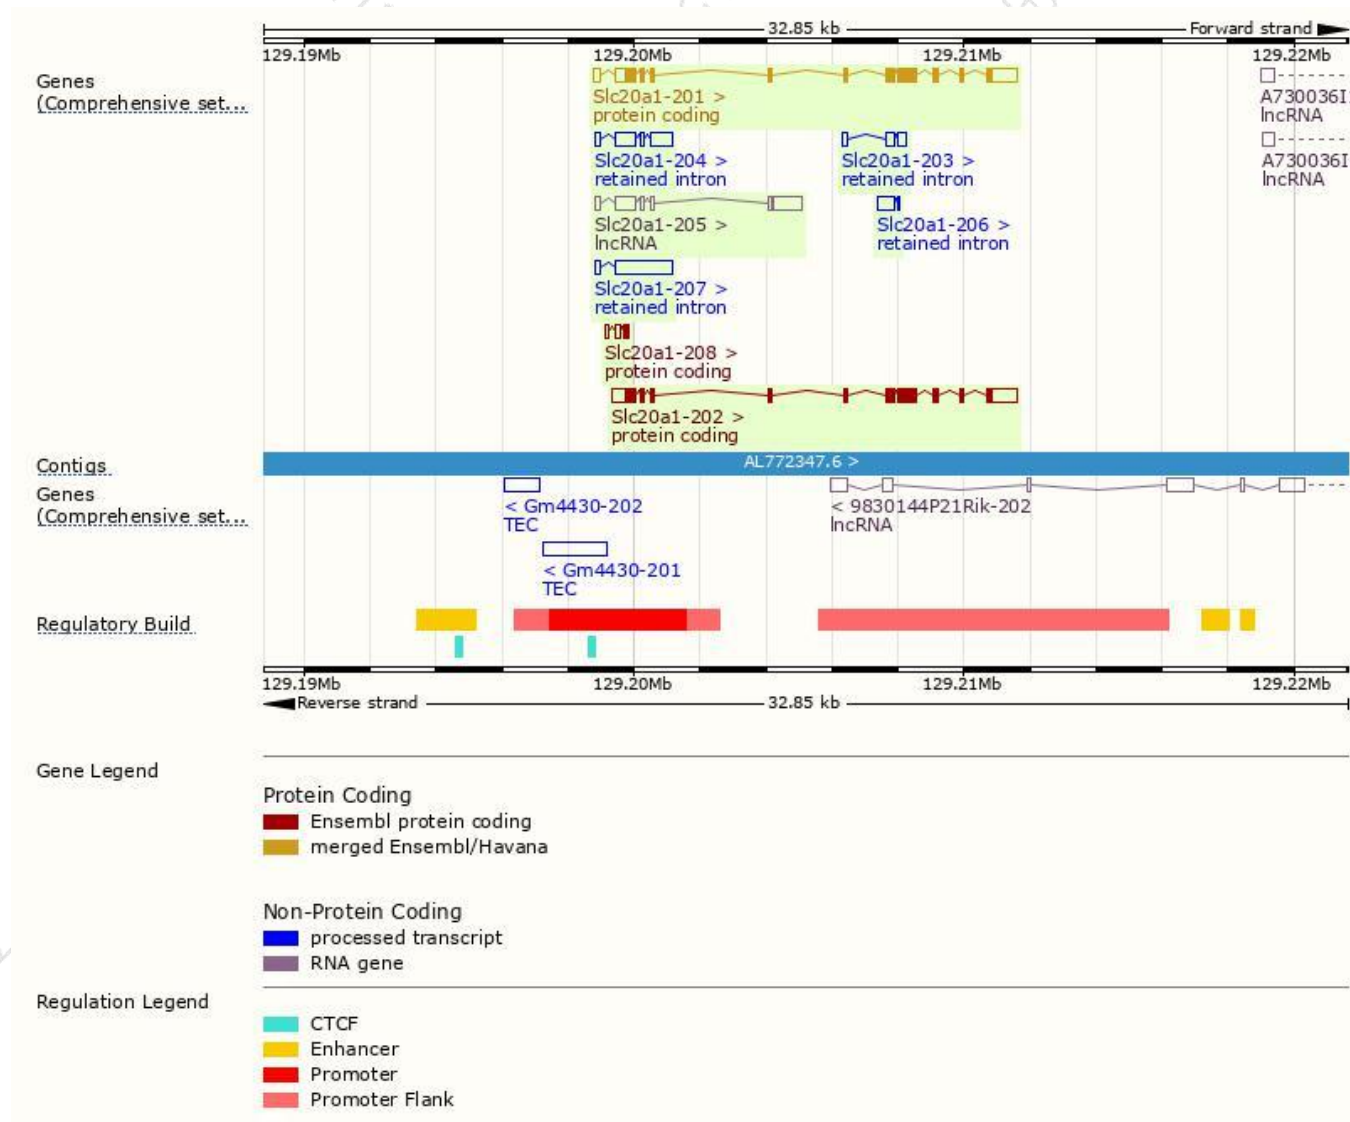 32.85 kb
Forward strand
129.19Mb 129.20Mb 129.21Mb 129.22Mb
Genes
(Comprehensive set...
Slc20a1-201 >
protein coding
A730036I
lncRNA
Slc20a1-204 >
retained intron
Slc20a1-203 >
retained intron
A730036I
lncRNA
Slc20a1-205 >
lncRNA
Slc20a1-206 >
retained intron
Slc20a1-207 >
retained intron
Slc20a1-208 >
protein coding
Slc20a1-202 >
protein coding
Contigs
AL772347.6 >
Genes
(Comprehensive set...
< Gm4430-202
TEC
< 9830144P21Rik-202
lncRNA
< Gm4430-201
TEC
Regulatory Build
129.19Mb 129.20Mb 129.21Mb 129.22Mb
Reverse strand
32.85 kb
Gene Legend
Protein Coding
Ensembl protein coding
merged Ensembl/Havana
Non-Protein Coding
processed transcript
RNA gene
Regulation Legend
CTCF
Enhancer
Promoter
Promoter Flank